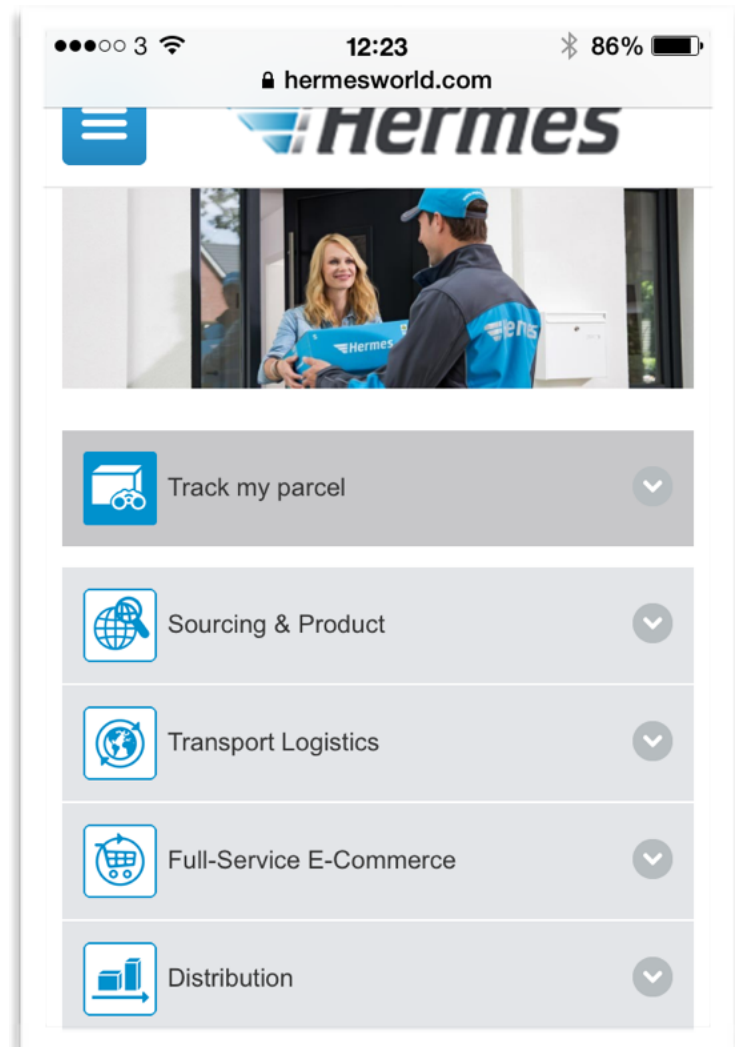 3 12:23 86%
hermesworld.com
Hermes
Hermes
Hermes
Track my parcel
Sourcing & Product
Transport Logistics
Full-Service E-Commerce
Distribution